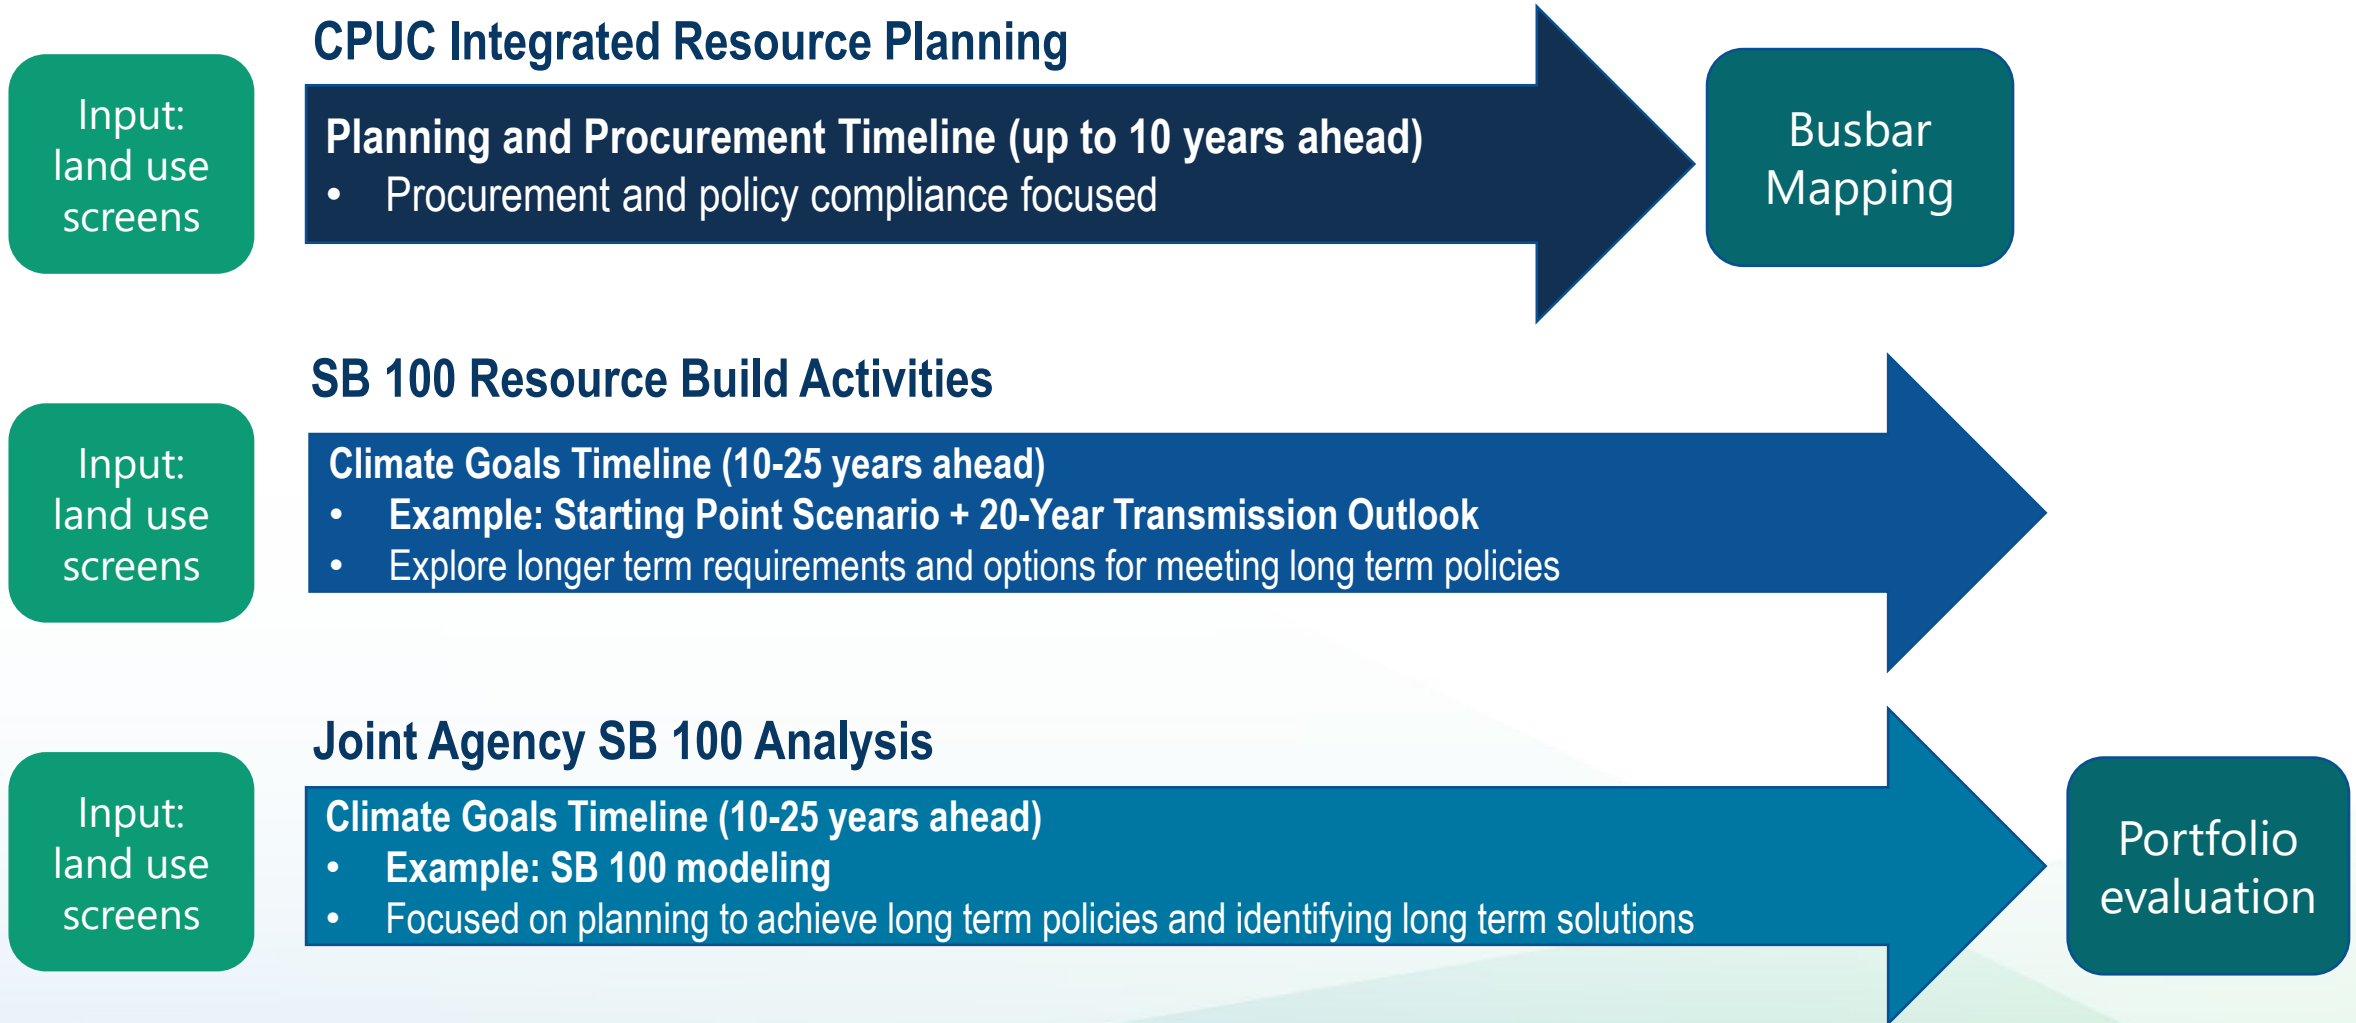 CPUC Integrated Resource Planning
Input:
land use
screens
Planning and Procurement Timeline (up to 10 years ahead)
• Procurement and policy compliance focused
Busbar
Mapping
SB 100 Resource Build Activities
Input:
land use
screens
Climate Goals Timeline (10-25 years ahead)
• Example: Starting Point Scenario + 20-Year Transmission Outlook
• Explore longer term requirements and options for meeting long term policies
Joint Agency SB 100 Analysis
Input:
land use
screens
Climate Goals Timeline (10-25 years ahead)
• Example: SB 100 modeling
• Focused on planning to achieve long term policies and identifying long term solutions
Portfolio
evaluation